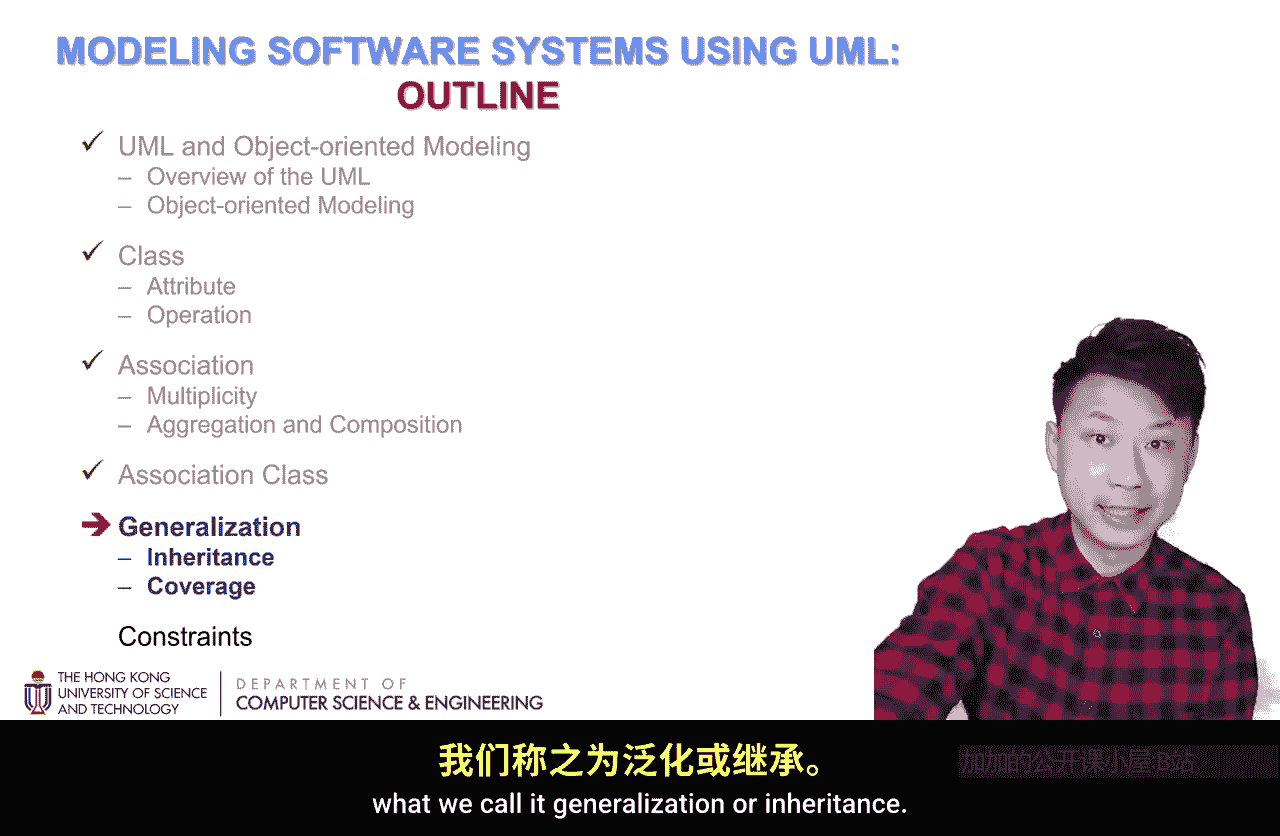 MODELING SOFTWARE SYSTEMS USING UML:
OUTLINE
✓ UML and Object-oriented Modeling
– Overview of the UML
– Object-oriented Modeling
✓ Class
– Attribute
– Operation
✓ Association
– Multiplicity
– Aggregation and Composition
✓ Association Class
➔ Generalization
– Inheritance
– Coverage
Constraints
THE HONG KONG
UNIVERSITY OF SCIENCE
AND TECHNOLOGY
DEPARTMENT OF
COMPUTER SCIENCE & ENGINEERING
我们称之为泛化或继承。
加加的公开课小屋·B站
what we call it generalization or inheritance.